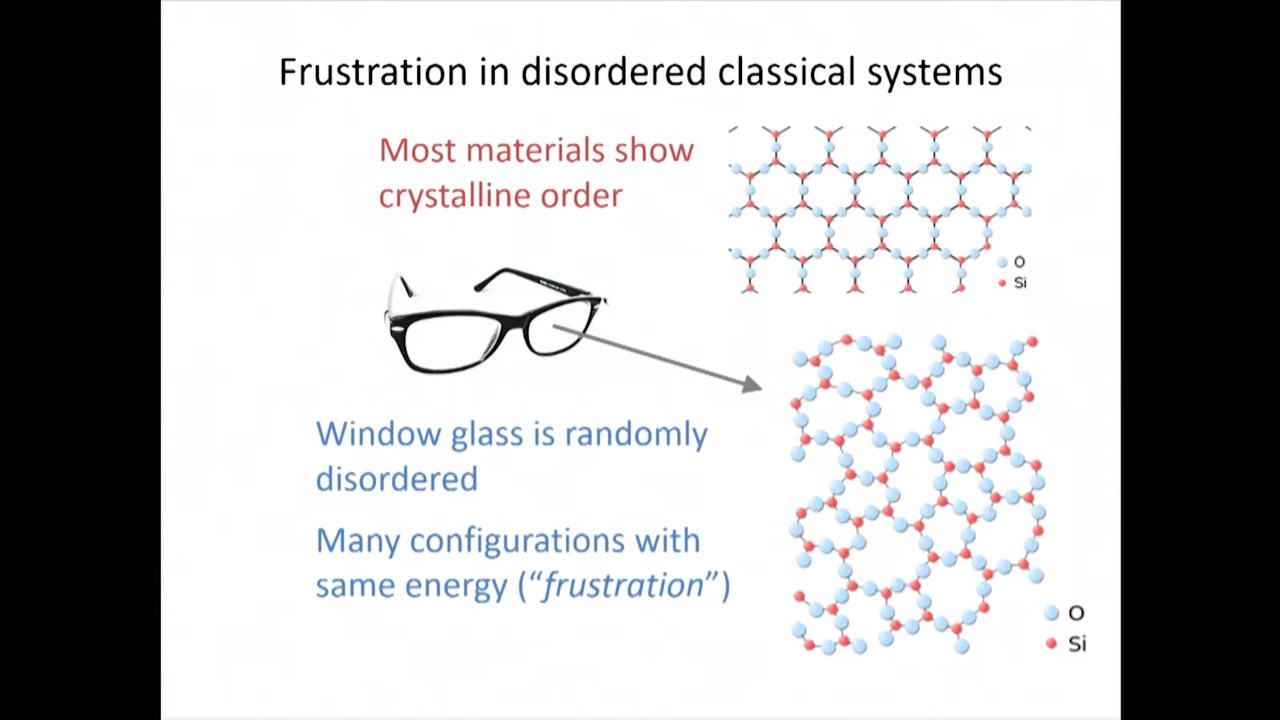 Frustration in disordered classical systems
Most materials show
crystalline order
O
Si
Window glass is randomly
disordered
Many configurations with
same energy (“frustration”)
O
Si